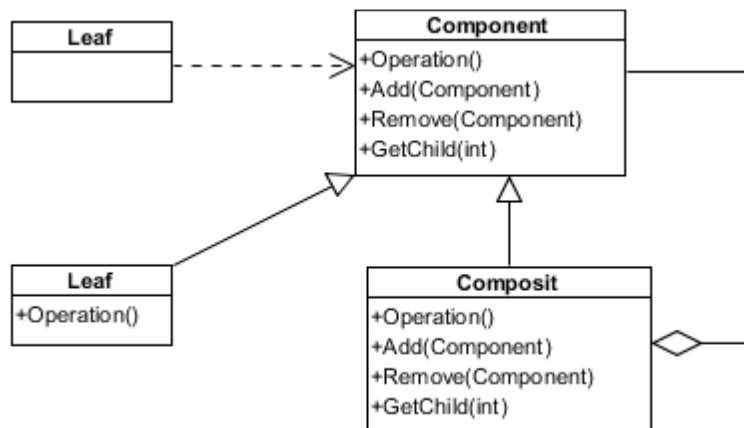 Leaf
Component
+Operation()
+Add(Component)
+Remove(Component)
+GetChild(int)
Leaf
+Operation()
Composit
+Operation()
+Add(Component)
+Remove(Component)
+GetChild(int)